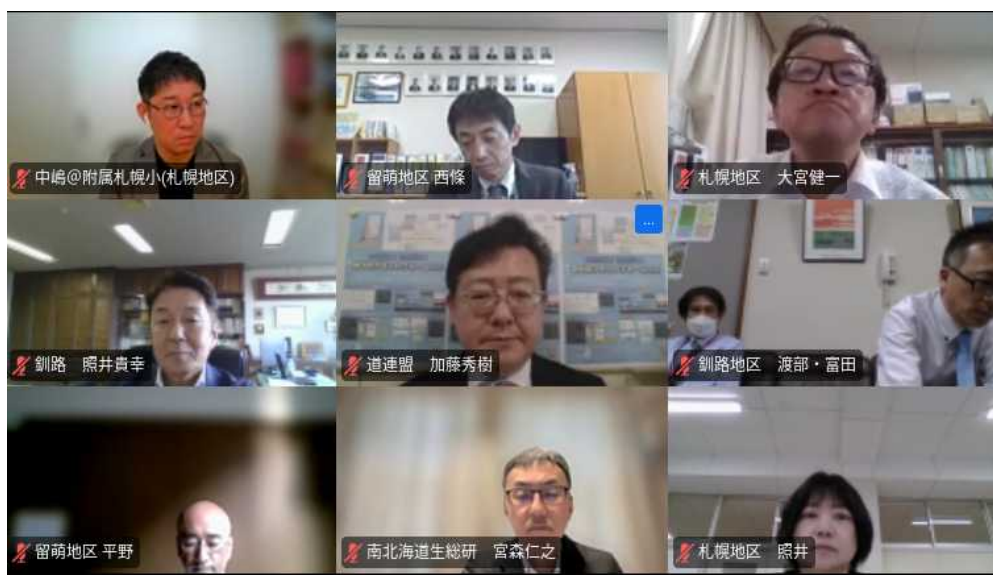 中嶋@附属札幌小(札幌地区)
留萌地区 西條
札幌地区 大宮健一
釧路 照井貴幸
道連盟 加藤秀樹
...
釧路地区 渡部・富田
留萌地区 平野
南北海道生総研 宮森仁之
札幌地区 照井